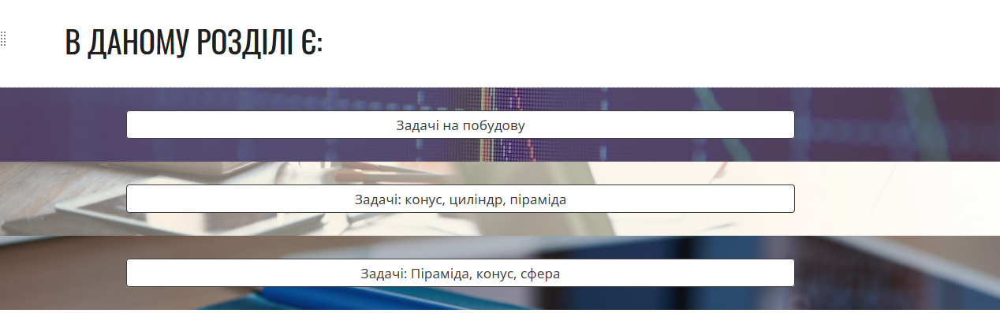 В ДАНОМУ РОЗДІЛІ Є:
Задачі на побудову
Задачі: конус, циліндр, піраміда
Задачі: Піраміда, конус, сфера